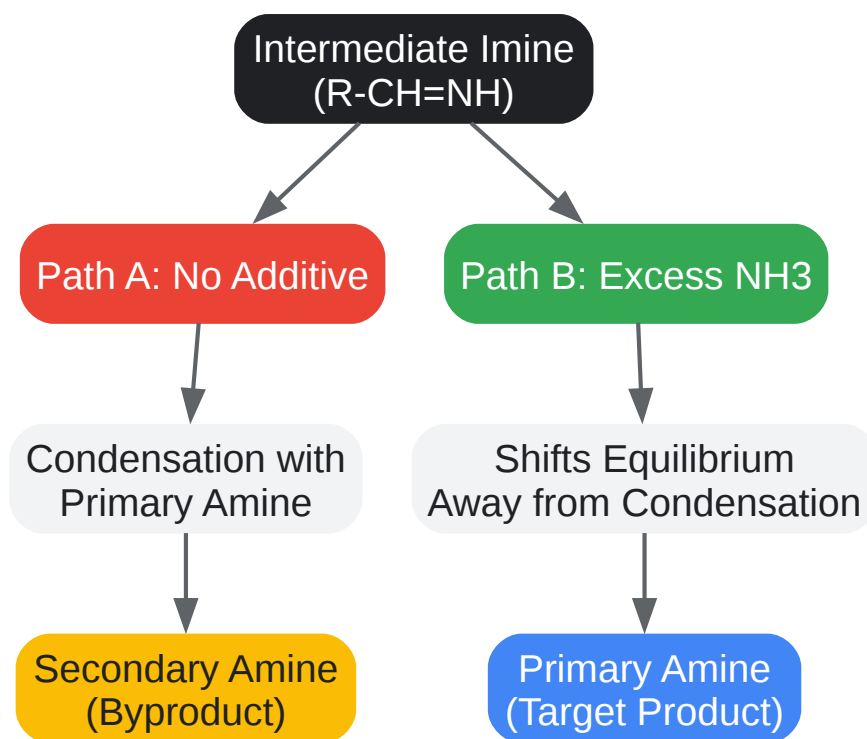 Intermediate Imine
(R-CH=NH)
Path A: No Additive
Path B: Excess NH3
Condensation with
Primary Amine
Shifts Equilibrium
Away from Condensation
Secondary Amine
(Byproduct)
Primary Amine
(Target Product)